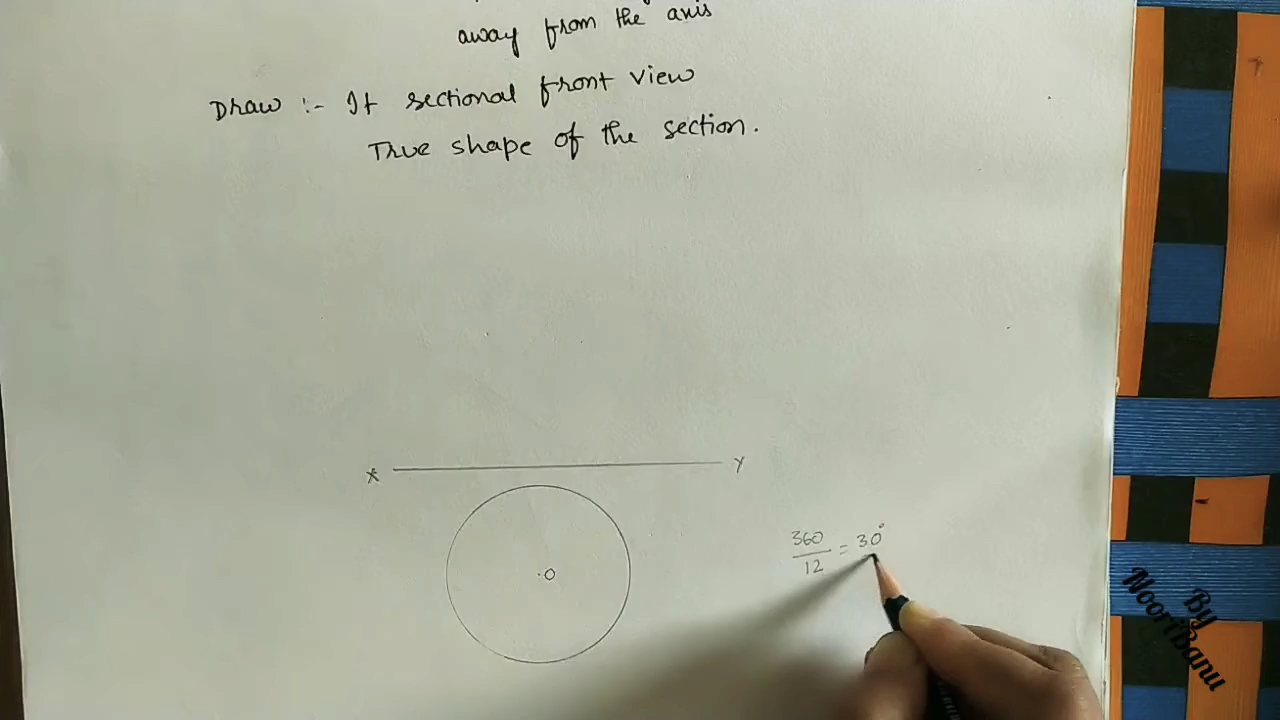 away from the axis
Draw :- It sectional front view
True shape of the section.
X Y
O
360/12 = 30°
By
NooriBanu